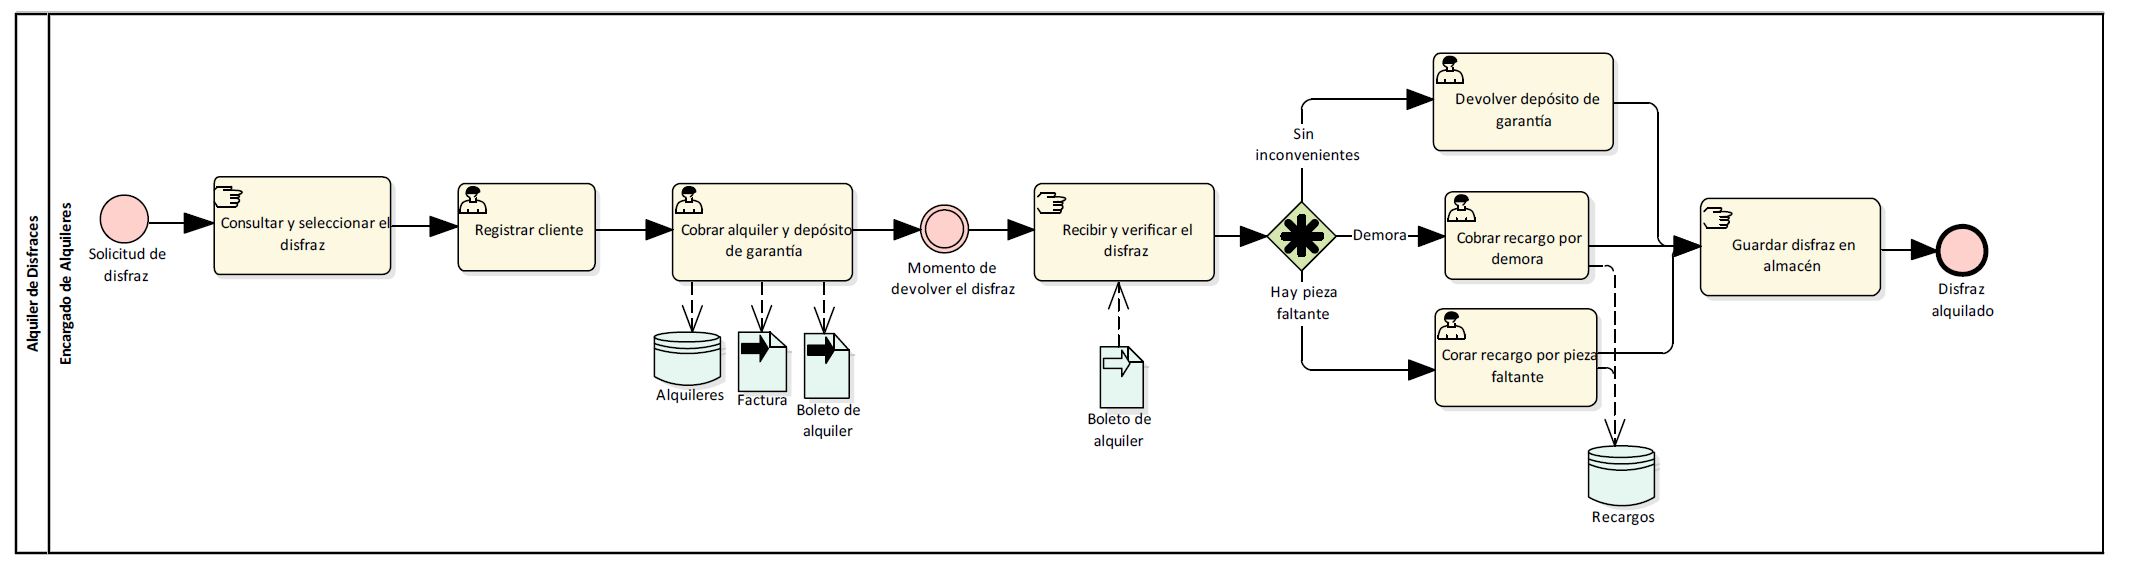 Alquiler de Disfraces
Encargado de Alquileres
Solicitud de
disfraz
Consultar y seleccionar el
disfraz
Registrar cliente
Cobrar alquiler y depósito
de garantía
Alquileres
Factura
Boleto de
alquiler
Momento de
devolver el disfraz
Recibir y verificar el
disfraz
Boleto de
alquiler
Sin
inconvenientes
Demora
Hay pieza
faltante
Devolver depósito de
garantía
Cobrar recargo por
demora
Corar recargo por pieza
faltante
Recargos
Guardar disfraz en
almacén
Disfraz
alquilado